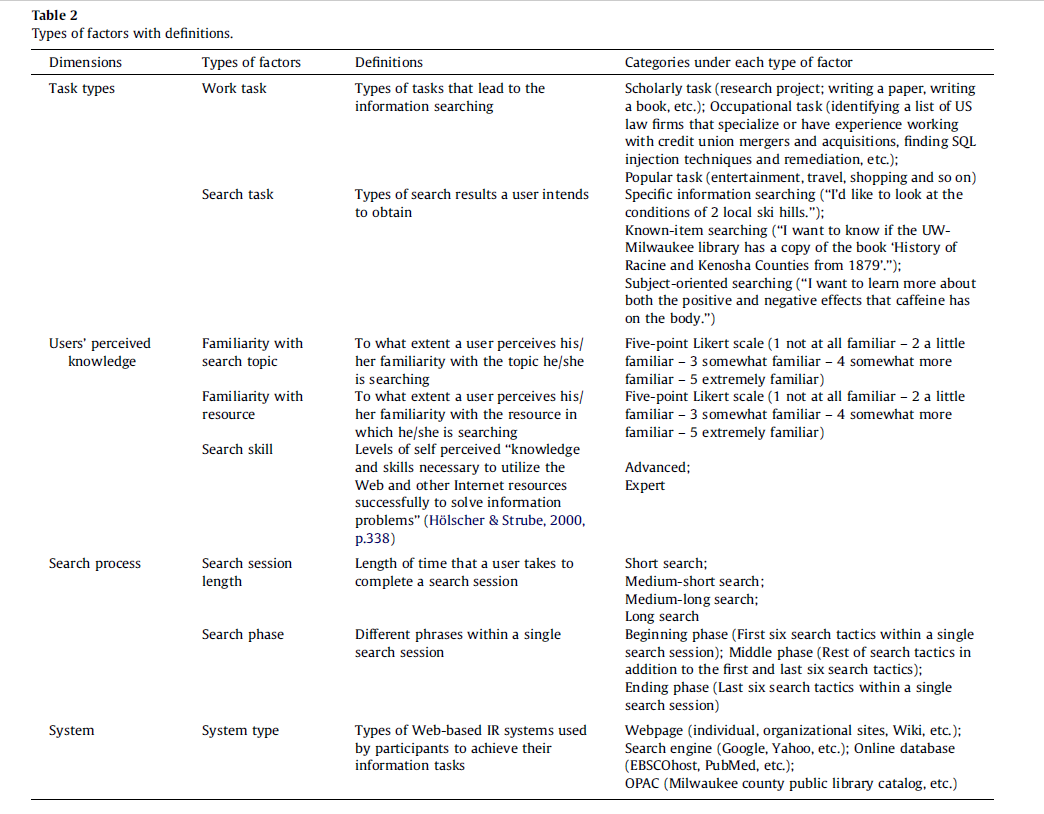 Table 2
Types of factors with definitions.
Dimensions Types of factors Definitions Categories under each type of factor
Task types Work task Types of tasks that lead to the Scholarly task (research project; writing a paper, writing
information searching a book, etc.); Occupational task (identifying a list of US
law firms that specialize or have experience working
with credit union mergers and acquisitions, finding SQL
injection techniques and remediation, etc.);
Popular task (entertainment, travel, shopping and so on)
Search task Types of search results a user intends Specific information searching (“I’d like to look at the
to obtain conditions of 2 local ski hills.”);
Known-item searching (“I want to know if the UW-
Milwaukee library has a copy of the book ‘History of
Racine and Kenosha Counties from 1879’.”);
Subject-oriented searching (“I want to learn more about
both the positive and negative effects that caffeine has
on the body.”)
Users’ perceived Familiarity with To what extent a user perceives his/ Five-point Likert scale (1 not at all familiar – 2 a little
knowledge search topic her familiarity with the topic he/she familiar – 3 somewhat familiar – 4 somewhat more
is searching familiar – 5 extremely familiar)
Familiarity with To what extent a user perceives his/ Five-point Likert scale (1 not at all familiar – 2 a little
resource her familiarity with the resource in familiar – 3 somewhat familiar – 4 somewhat more
which he/she is searching familiar – 5 extremely familiar)
Search skill Levels of self perceived “knowledge
and skills necessary to utilize the Advanced;
Web and other Internet resources Expert
successfully to solve information
problems” (Hölscher & Strube, 2000,
p.338)
Search process Search session Length of time that a user takes to Short search;
length complete a search session Medium-short search;
Medium-long search;
Long search
Search phase Different phrases within a single Beginning phase (First six search tactics within a single
search session search session); Middle phase (Rest of search tactics in
addition to the first and last six search tactics);
Ending phase (Last six search tactics within a single
search session)
System System type Types of Web-based IR systems used Webpage (individual, organizational sites, Wiki, etc.);
by participants to achieve their Search engine (Google, Yahoo, etc.); Online database
information tasks (EBSCOhost, PubMed, etc.);
OPAC (Milwaukee county public library catalog, etc.)